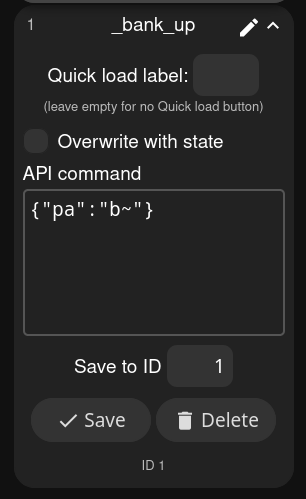 1
_bank_up
Quick load label:
(leave empty for no Quick load button)
Overwrite with state
API command
{"pa":"b~"}
Save to ID 1
Save
Delete
ID 1